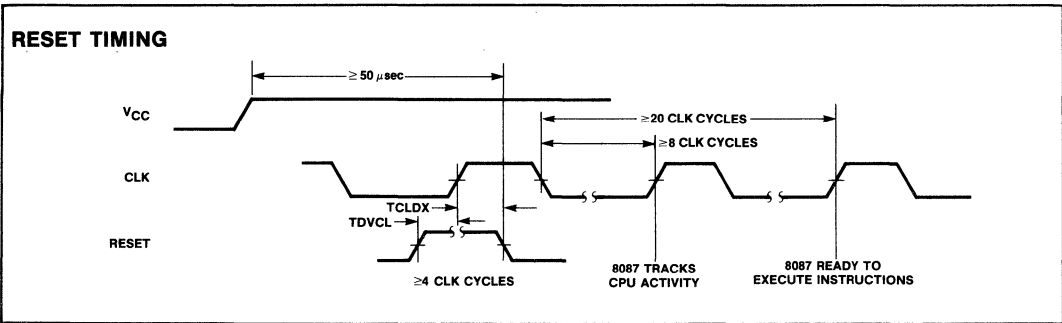 RESET TIMING
≥ 50 μsec
VCC
≥20 CLK CYCLES
≥8 CLK CYCLES
CLK
TCLDX
TDVCL
RESET
≥4 CLK CYCLES
8087 TRACKS
CPU ACTIVITY
8087 READY TO
EXECUTE INSTRUCTIONS